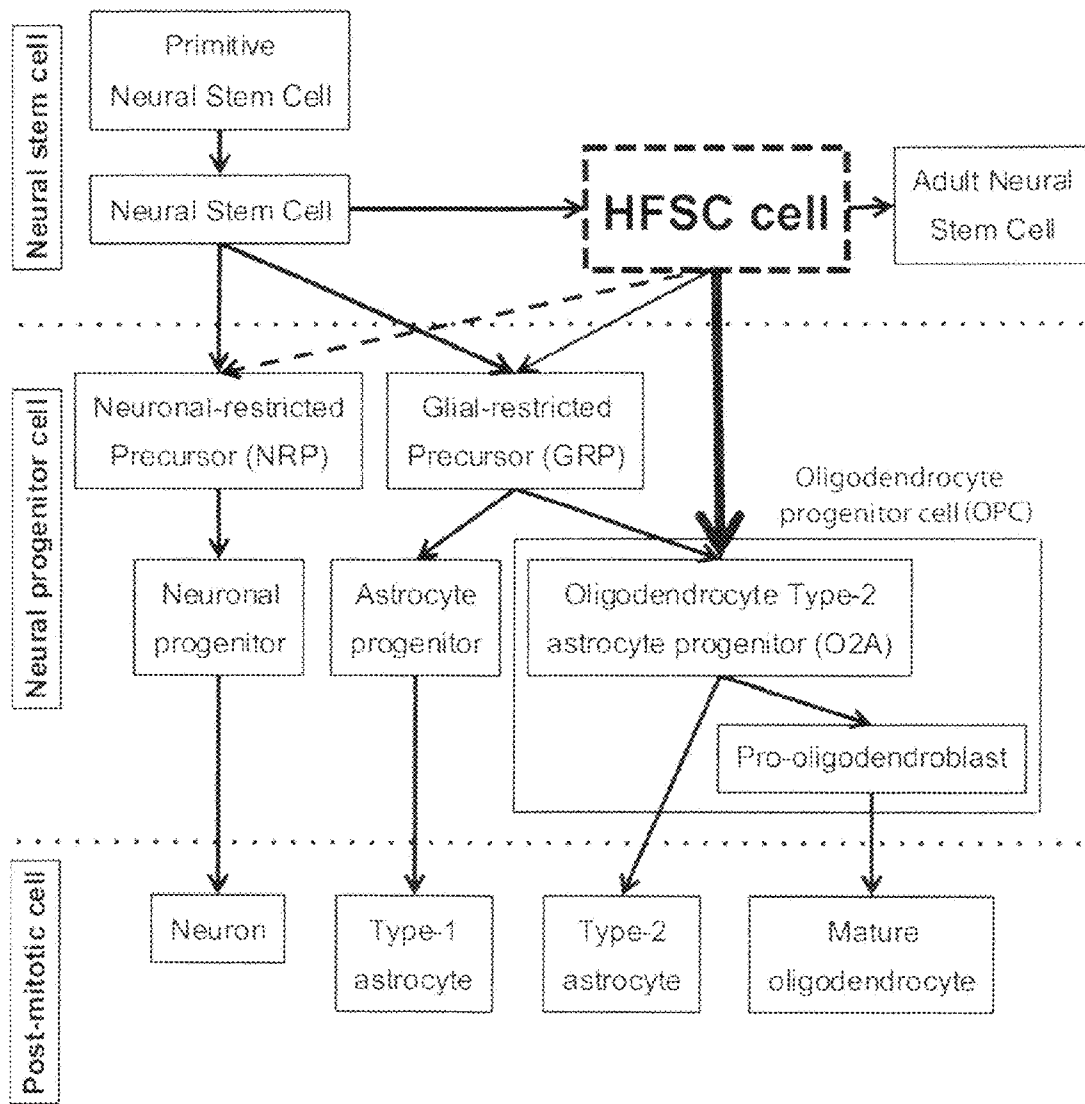 Neural stem cell
Primitive
Neural Stem Cell
Neural Stem Cell
HFSC cell
Adult Neural
Stem Cell
Neural progenitor cell
Neuronal-restricted
Precursor (NRP)
Glial-restricted
Precursor (GRP)
Oligodendrocyte
progenitor cell (OPC)
Neuronal
progenitor
Astrocyte
progenitor
Oligodendrocyte Type-2
astrocyte progenitor (O2A)
Pro-oligodendroblast
Post-mitotic cell
Neuron
Type-1
astrocyte
Type-2
astrocyte
Mature
oligodendrocyte